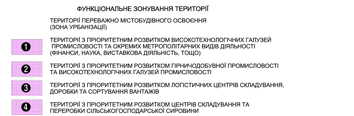 ФУНКЦІОНАЛЬНЕ ЗОНУВАННЯ ТЕРИТОРІЇ
ТЕРИТОРІЇ ПЕРЕВАЖНО МІСТОБУДІВНОГО ОСВОЄННЯ
(ЗОНА УРБАНІЗАЦІЇ)
1 ТЕРИТОРІЇ З ПРІОРИТЕТНИМ РОЗВИТКОМ ВИСОКОТЕХНОЛОГІЧНИХ ГАЛУЗЕЙ
ПРОМИСЛОВОСТІ ТА ОКРЕМИХ МЕТРОПОЛІТАРНИХ ВИДІВ ДІЯЛЬНОСТІ
(ФІНАНСИ, НАУКА, ВИСТАВКОВА ДІЯЛЬНІСТЬ, ТОЩО)
2 ТЕРИТОРІЇ З ПРІОРИТЕТНИМ РОЗВИТКОМ ГІРНИЧОДОБУВНОЇ ПРОМИСЛОВОСТІ
ТА ВИСОКОТЕХНОЛОГІЧНИХ ГАЛУЗЕЙ ПРОМИСЛОВОСТІ
3 ТЕРИТОРІЇ З ПРІОРИТЕТНИМ РОЗВИТКОМ ЛОГІСТИЧНИХ ЦЕНТРІВ СКЛАДУВАННЯ,
ДОРОБКИ ТА СОРТУВАННЯ ВАНТАЖІВ
4 ТЕРИТОРІЇ З ПРІОРИТЕТНИМ РОЗВИТКОМ ЦЕНТРІВ СКЛАДУВАННЯ ТА
ПЕРЕРОБКИ СІЛЬСЬКОГОСПОДАРСЬКОЇ СИРОВИНИ